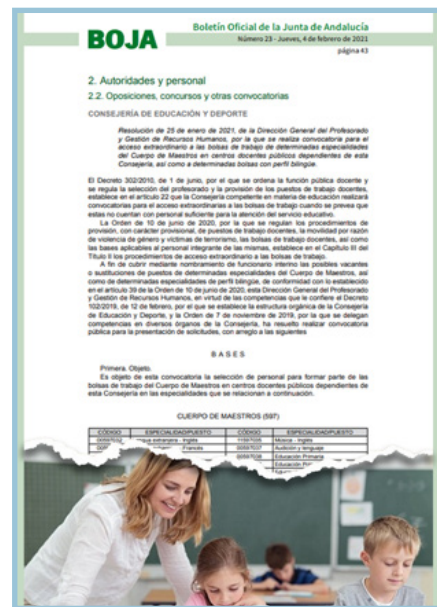 BOJA
Boletín Oficial de la Junta de Andalucía
Número 23 - Jueves, 4 de febrero de 2021
página 43
2. Autoridades y personal
2.2. Oposiciones, concursos y otras convocatorias
CONSEJERÍA DE EDUCACIÓN Y DEPORTE
Resolución de 25 de enero de 2021, de la Dirección General del Profesorado
y Gestión de Recursos Humanos, por la que se realiza convocatoria para el
acceso extraordinario a las bolsas de trabajo de determinadas especialidades
del Cuerpo de Maestros en centros docentes públicos dependientes de esta
Consejería, así como a determinadas bolsas con perfil bilingüe.
El Decreto 302/2010, de 1 de junio, por el que se ordena la función pública docente y
se regula la selección del profesorado y la provisión de los puestos de trabajo docentes,
establece en el artículo 22 que la Consejería competente en materia de educación realizará
convocatorias para el acceso extraordinarias a las bolsas de trabajo cuando se prevea que
estas no cuentan con personal suficiente para la atención del servicio educativo.
La Orden de 10 de junio de 2020, por la que se regulan los procedimientos de
provisión, con carácter provisional, de puestos de trabajo docentes, la movilidad por razón
de violencia de género y víctimas de terrorismo, las bolsas de trabajo docentes, así como
las bases aplicables al personal integrante de las mismas, establece en el Capítulo III del
Título II los procedimientos de acceso extraordinario a las bolsas de trabajo.
A fin de cubrir mediante nombramiento de funcionario interino las posibles vacantes
o sustituciones de puestos de determinadas especialidades del Cuerpo de Maestros, así
como de determinadas especialidades de perfil bilingüe, de conformidad con lo establecido
en el artículo 39 de la Orden de 10 de junio de 2020, esta Dirección General del Profesorado
y Gestión de Recursos Humanos, en virtud de las competencias que le confiere el Decreto
102/2019, de 12 de febrero, por el que se establece la estructura orgánica de la Consejería
de Educación y Deporte, y la Orden de 7 de noviembre de 2019, por la que se delegan
competencias en diversos órganos de la Consejería, ha resuelto realizar convocatoria
pública para la presentación de solicitudes, con arreglo a las siguientes
B A S E S
Primera. Objeto.
Es objeto de esta convocatoria la selección de personal para formar parte de las
bolsas de trabajo del Cuerpo de Maestros en centros docentes públicos dependientes de
esta Consejería en las especialidades que se relacionan a continuación.
CUERPO DE MAESTROS (597)
CÓDIGO ESPECIALIDAD/PUESTO CÓDIGO ESPECIALIDAD/PUESTO
extranjera - Inglés Música - Inglés
Francés 00597037 Audición y lenguaje
00597038 Educación Primaria
Educación